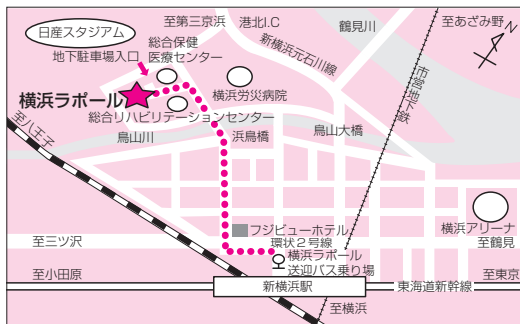 至第三京浜
港北I.C
鶴見川
至あざみ野
日産スタジアム
地下駐車場入口
総合保健
医療センター
新横浜元石川線
市営地下鉄
横浜ラポール
横浜労災病院
総合リハビリテーションセンター
至八王子
鳥山川
浜鳥橋
鳥山大橋
フジビューホテル
環状2号線
横浜アリーナ
至鶴見
至三ツ沢
横浜ラポール
送迎バス乗り場
至小田原
至東京
新横浜駅
東海道新幹線
至横浜